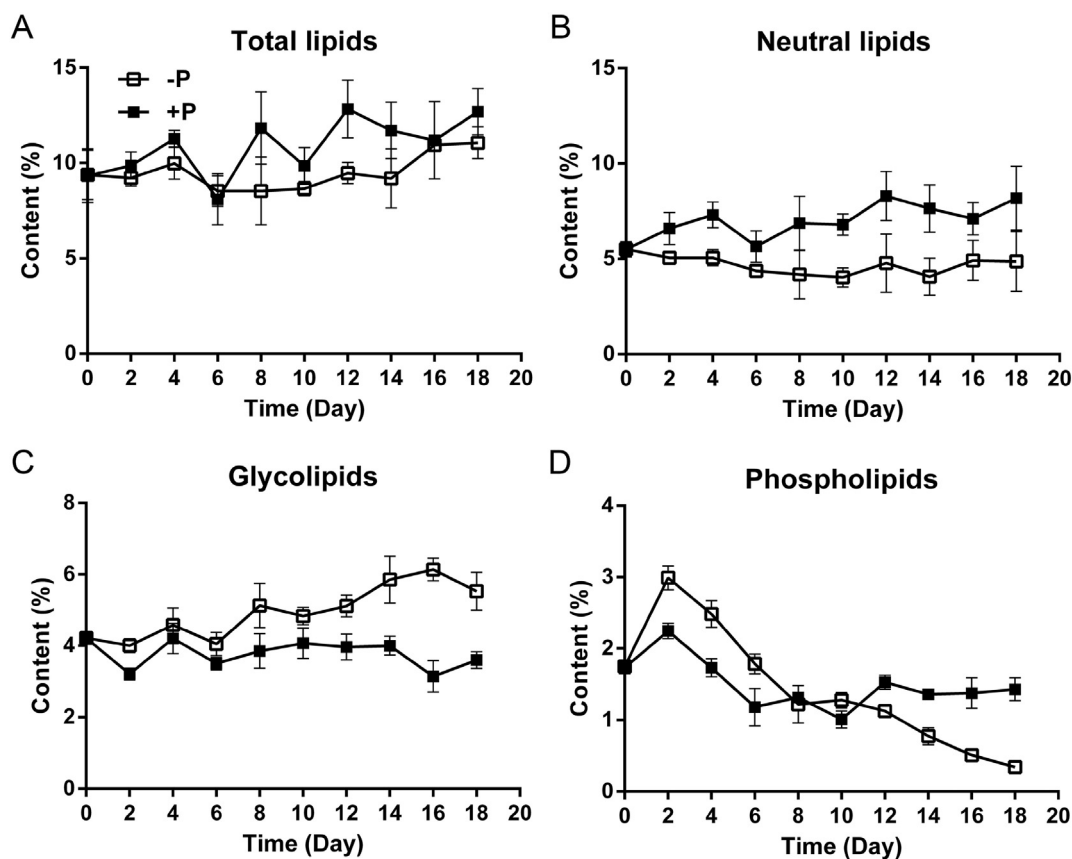 A
Total lipids
-P
+P
Content (%)
15
10
5
0
0 2 4 6 8 10 12 14 16 18 20
Time (Day)
B
Neutral lipids
Content (%)
15
10
5
0
0 2 4 6 8 10 12 14 16 18 20
Time (Day)
C
Glycolipids
Content (%)
8
6
4
2
0
0 2 4 6 8 10 12 14 16 18 20
Time (Day)
D
Phospholipids
Content (%)
4
3
2
1
0
0 2 4 6 8 10 12 14 16 18 20
Time (Day)